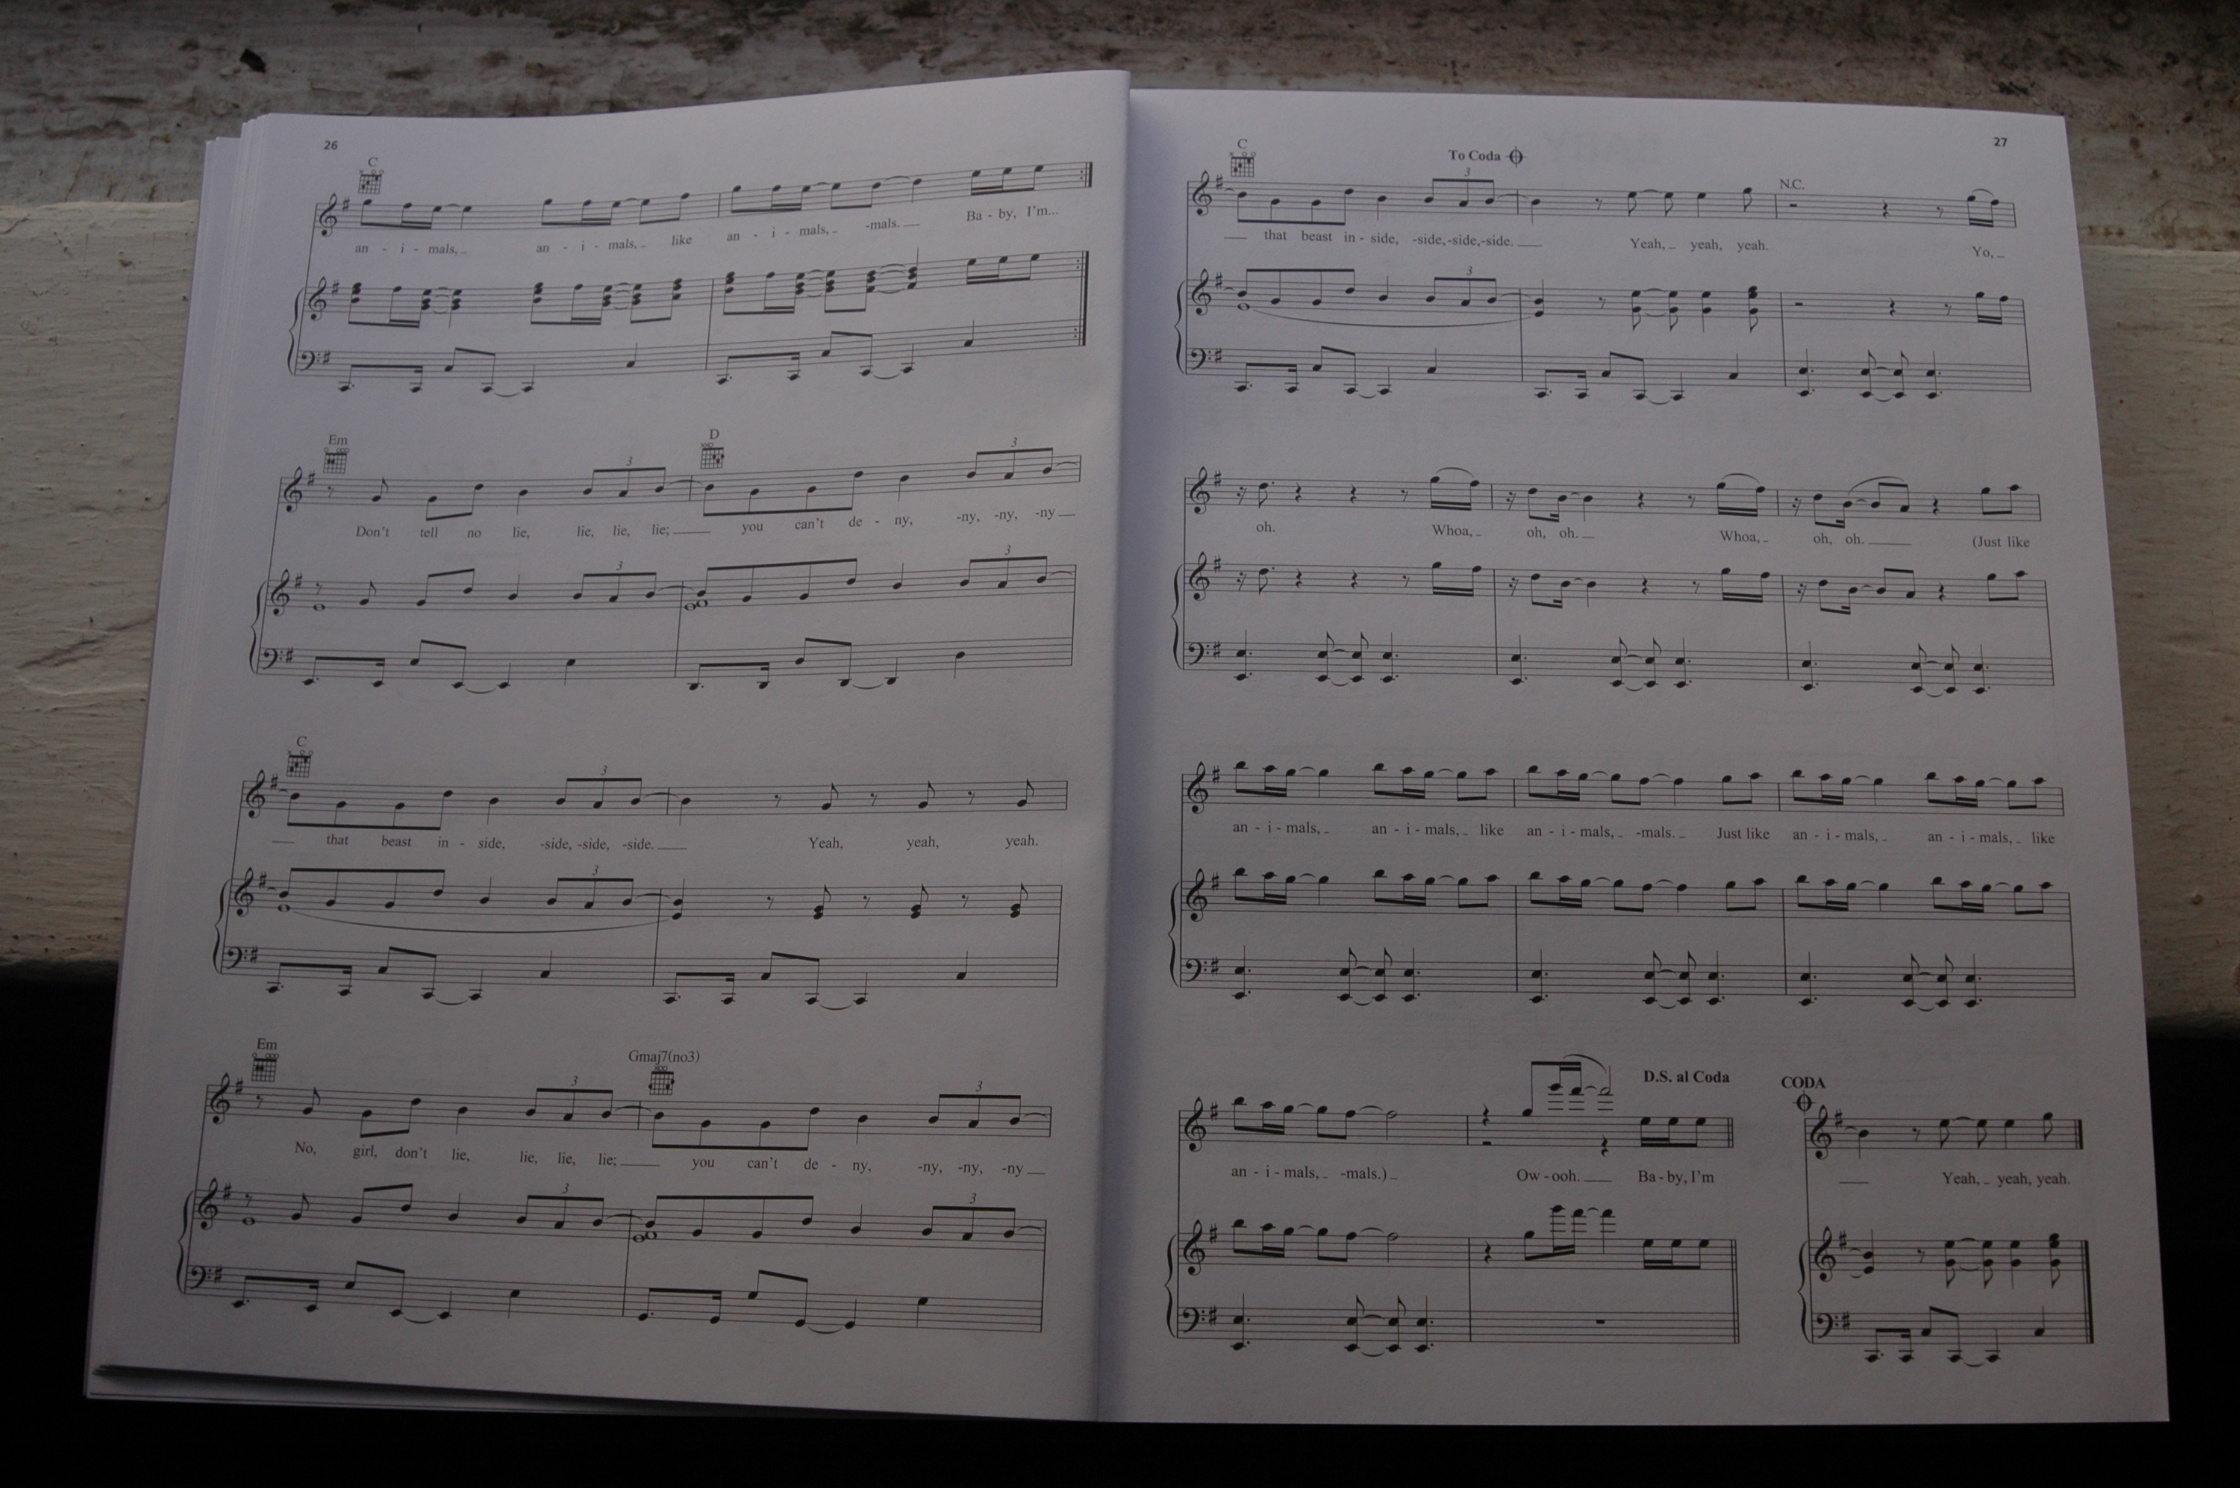 26
C
an - i - mals, an - i - mals, like an - i - mals, -mals. Ba - by, I'm...
Em D
3 3
Don't tell no lie, lie, lie, lie; you can't de - ny, -ny, -ny, -ny
3 3
C
3
that beast in - side, -side, -side, -side. Yeah, yeah, yeah.
3
Em Gmaj7(no3)
3 3
No, girl, don't lie, lie, lie, lie; you can't de - ny, -ny, -ny, -ny
3 3
27
C To Coda
3 N.C.
that beast in - side, -side,-side,-side. Yeah, yeah, yeah. Yo,
3
oh. Whoa, oh, oh. Whoa, oh, oh. (Just like
an - i - mals, an - i - mals, like an - i - mals, -mals. Just like an - i - mals, an - i - mals, like
D.S. al Coda CODA
an - i - mals, -mals.) Ow - ooh. Ba - by, I'm Yeah, yeah, yeah.